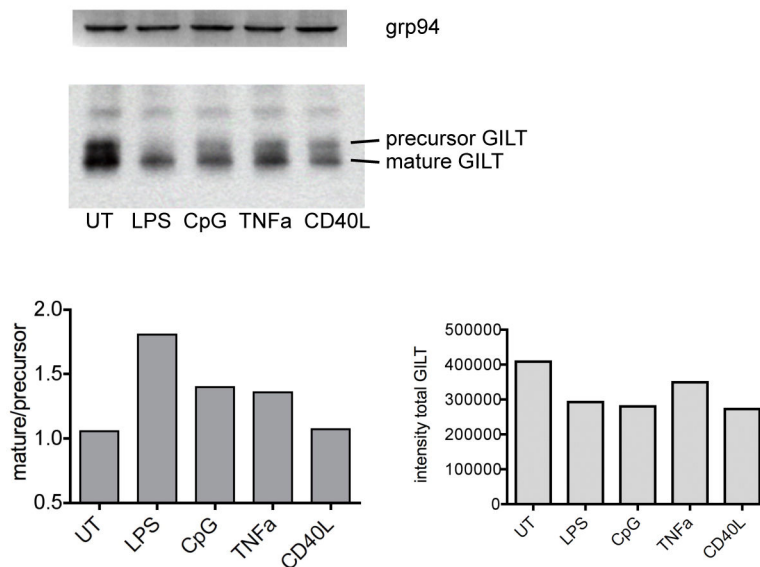 grp94
precursor GILT
mature GILT
UT LPS CpG TNFa CD40L
mature/precursor
2.0
1.5
1.0
0.5
UT LPS CpG TNFa CD40L
intensity total GILT
500000
400000
300000
200000
100000
0
UT LPS CpG TNFa CD40L